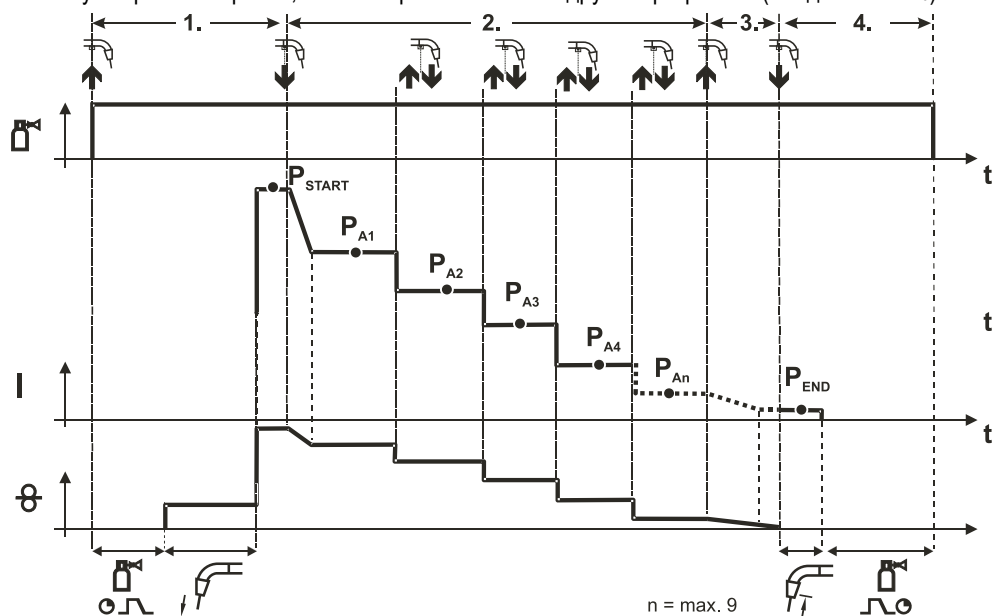 1.
2.
3.
4.
t
P START
P A1
P A2
P A3
t
P A4
P An
P END
I
t
n = max. 9